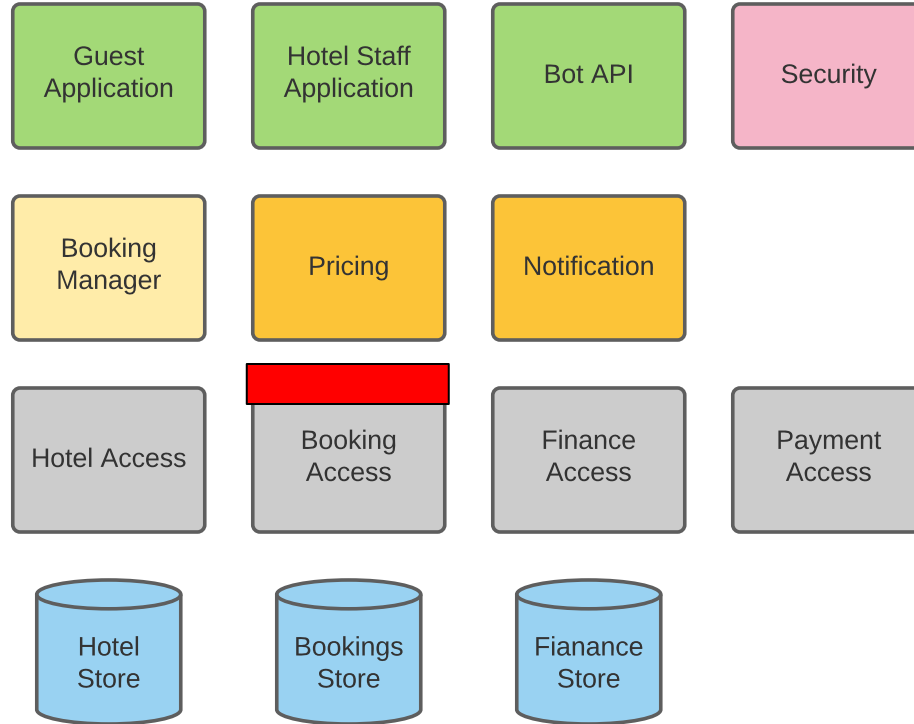 Guest
Application
Hotel Staff
Application
Bot API
Security
Booking
Manager
Pricing
Notification
Hotel Access
Booking
Access
Finance
Access
Payment
Access
Hotel
Store
Bookings
Store
Fianance
Store